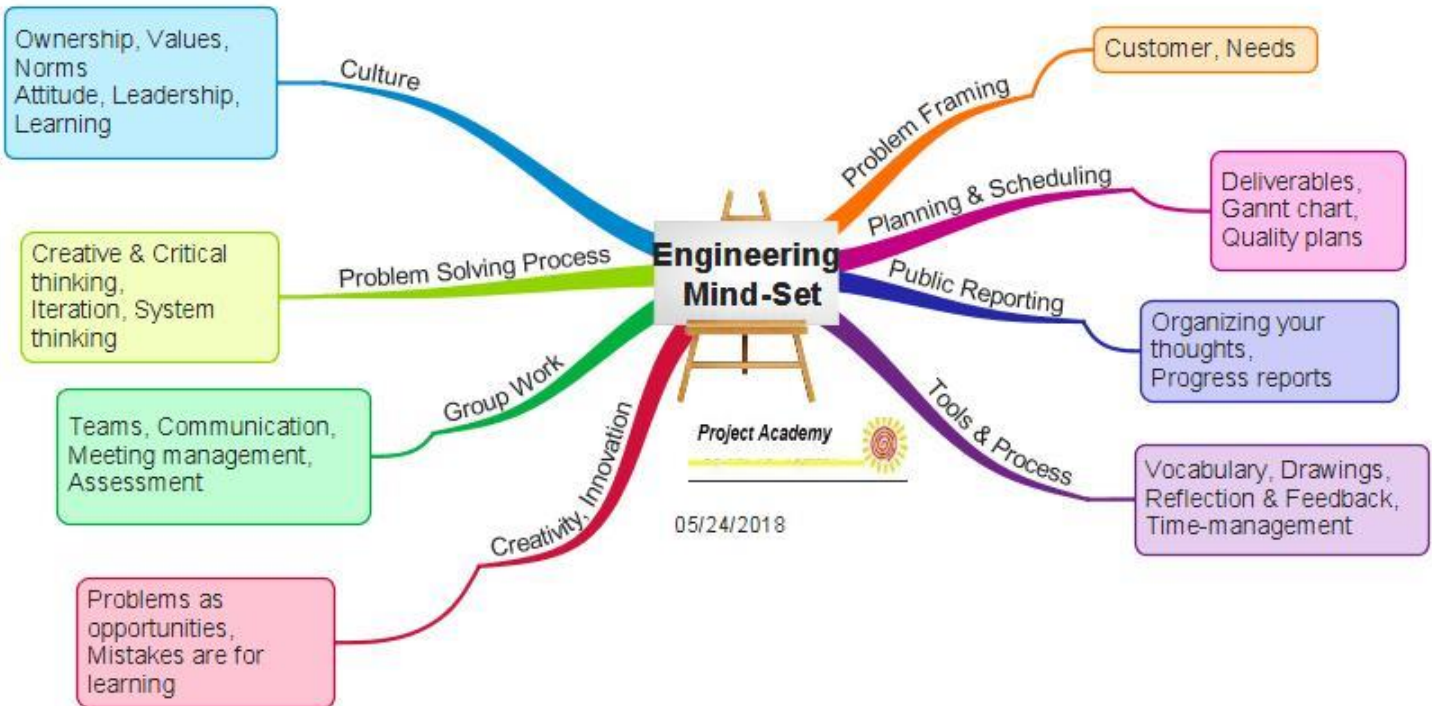 Engineering
Mind-Set
Culture
Ownership, Values,
Norms
Attitude, Leadership,
Learning
Problem Solving Process
Creative & Critical
thinking,
Iteration, System
thinking
Group Work
Teams, Communication,
Meeting management,
Assessment
Creativity, Innovation
Problems as
opportunities,
Mistakes are for
learning
Problem Framing
Customer, Needs
Planning & Scheduling
Deliverables,
Gannt chart,
Quality plans
Public Reporting
Organizing your
thoughts,
Progress reports
Tools & Process
Vocabulary, Drawings,
Reflection & Feedback,
Time-management
Project Academy
05/24/2018